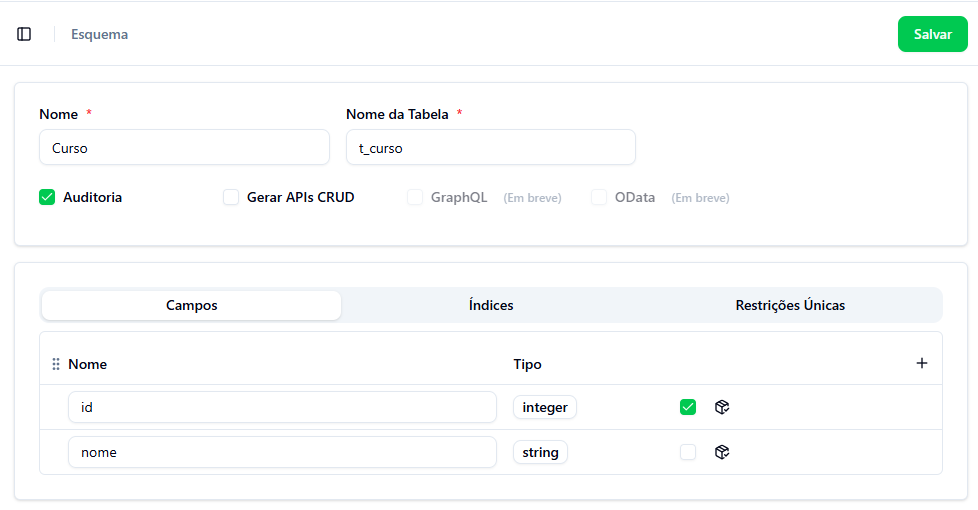 Esquema
Salvar
Nome *
Nome da Tabela *
Curso
t_curso
Auditoria
Gerar APIs CRUD
GraphQL (Em breve)
OData (Em breve)
Campos
Índices
Restrições Únicas
Nome
Tipo
id
integer
nome
string